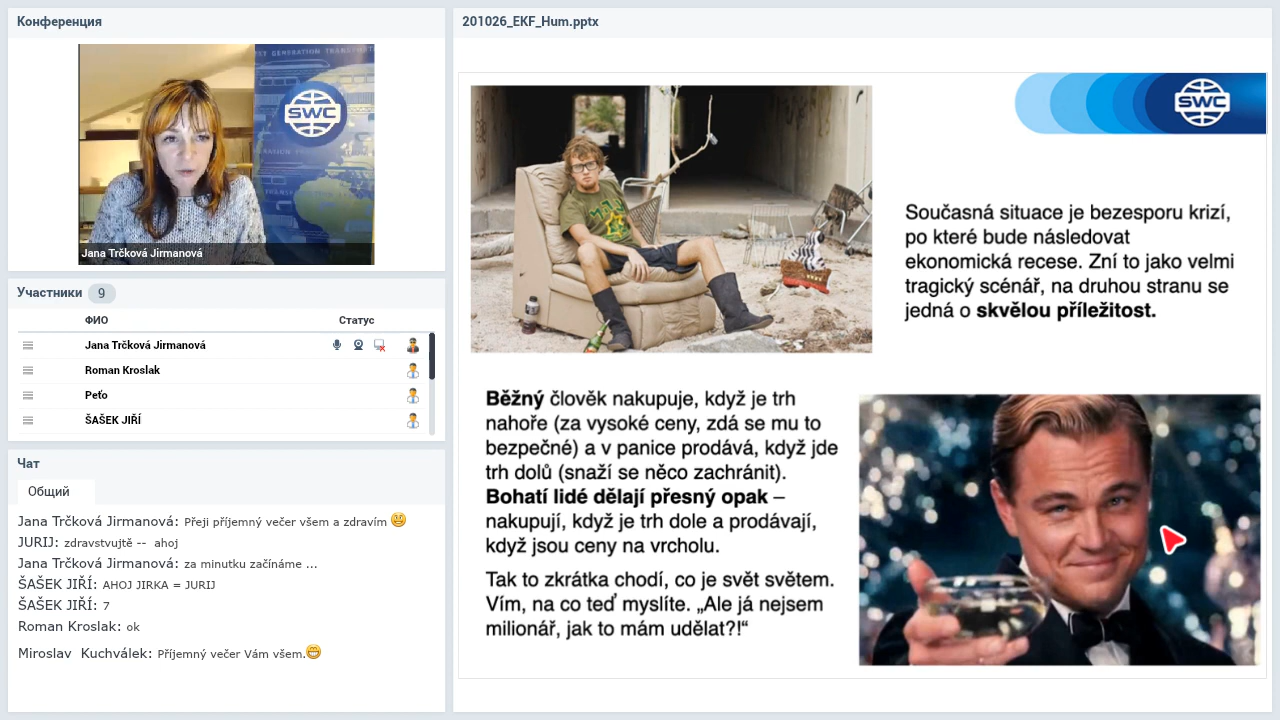 Конференция
SWC
Jana Trčková Jirmanová
Участники 9
ФИО Статус
Jana Trčková Jirmanová
Roman Kroslak
Peťo
ŠAŠEK JIŘÍ
Чат
Общий
Jana Trčková Jirmanová: Přeji příjemný večer všem a zdravím
JURIJ: zdravstvujtě -- ahoj
Jana Trčková Jirmanová: za minutku začínáme ...
ŠAŠEK JIŘÍ: AHOJ JIRKA = JURIJ
ŠAŠEK JIŘÍ: 7
Roman Kroslak: ok
Miroslav Kuchválek: Příjemný večer Vám všem.
201026_EKF_Hum.pptx
SWC
Současná situace je bezesporu krizí,
po které bude následovat
ekonomická recese. Zní to jako velmi
tragický scénář, na druhou stranu se
jedná o skvělou příležitost.
Běžný člověk nakupuje, když je trh
nahoře (za vysoké ceny, zdá se mu to
bezpečné) a v panice prodává, když jde
trh dolů (snaží se něco zachránit).
Bohatí lidé dělají přesný opak –
nakupují, když je trh dole a prodávají,
když jsou ceny na vrcholu.
Tak to zkrátka chodí, co je svět světem.
Vím, na co teď myslíte. „Ale já nejsem
milionář, jak to mám udělat?!“